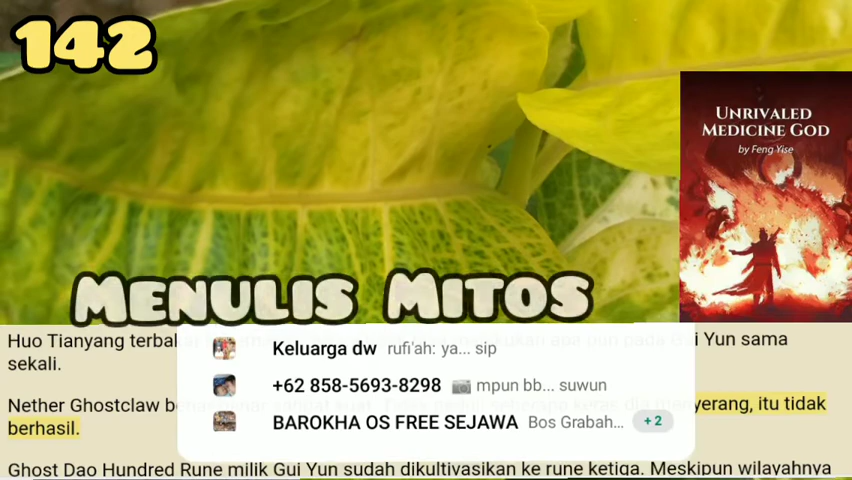 142
UNRIVALED
MEDICINE GOD
by Feng Yise
MENULIS MITOS
Huo Tianyang terbakar Yun sama
sekali.
Keluarga dw rufi'ah: ya... sip
+62 858-5693-8298 mpun bb... suwun
BAROKHA OS FREE SEJAWA Bos Grabah... +2
Nether Ghostclaw menyerang, itu tidak
berhasil.
Ghost Dao Hundred Rune milik Gui Yun sudah dikultivasikan ke rune ketiga. Meskipun wilayahnya